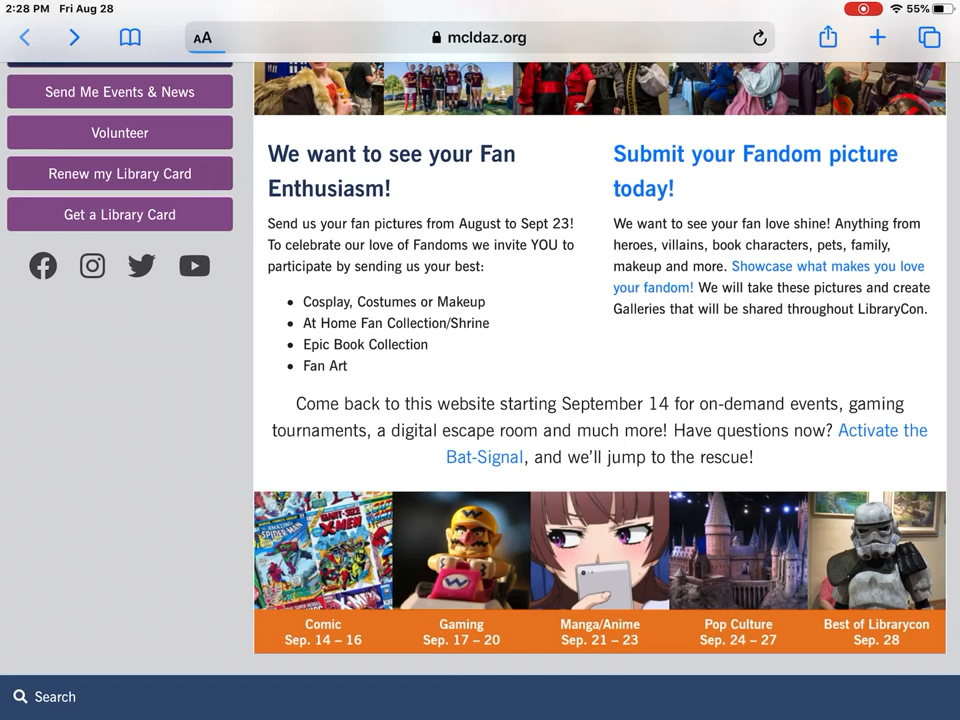 2:28 PM Fri Aug 28
55%
AA
mcldaz.org
Send Me Events & News
Volunteer
Renew my Library Card
Get a Library Card
We want to see your Fan
Enthusiasm!
Send us your fan pictures from August to Sept 23!
To celebrate our love of Fandoms we invite YOU to
participate by sending us your best:
Cosplay, Costumes or Makeup
At Home Fan Collection/Shrine
Epic Book Collection
Fan Art
Submit your Fandom picture
today!
We want to see your fan love shine! Anything from
heroes, villains, book characters, pets, family,
makeup and more. Showcase what makes you love
your fandom! We will take these pictures and create
Galleries that will be shared throughout LibraryCon.
Come back to this website starting September 14 for on-demand events, gaming
tournaments, a digital escape room and much more! Have questions now? Activate the
Bat-Signal, and we'll jump to the rescue!
SPIDER-MAN
GIANT-SIZE
X-MEN
W
W
Comic
Sep. 14 – 16
Gaming
Sep. 17 – 20
Manga/Anime
Sep. 21 – 23
Pop Culture
Sep. 24 – 27
Best of Librarycon
Sep. 28
Search